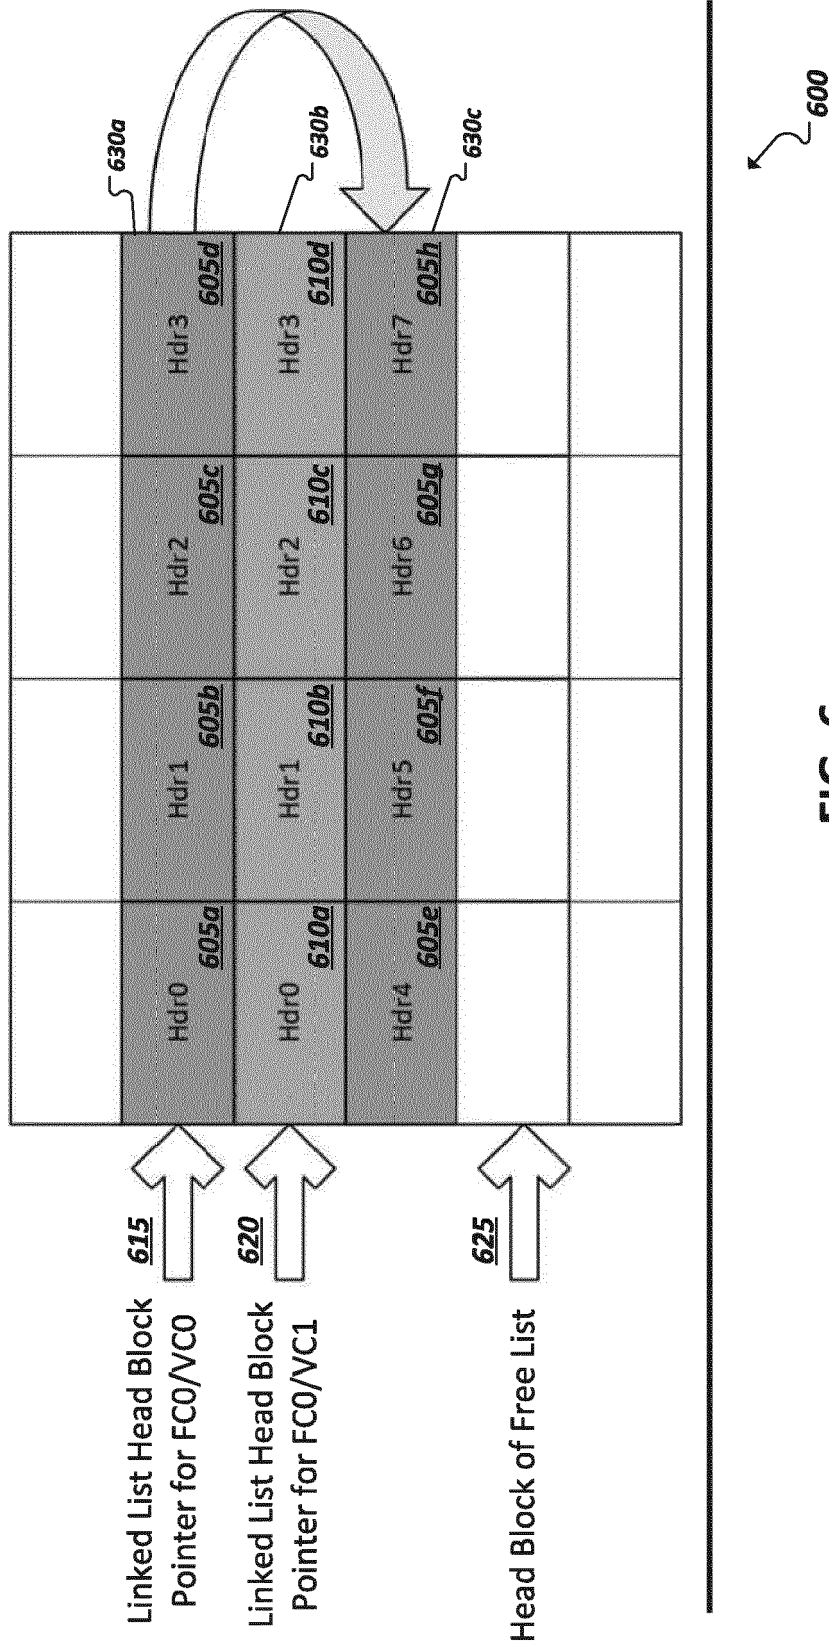 Linked List Head Block
Pointer for FC0/VC0
615
Hdr0
605a
Hdr1
605b
Hdr2
605c
Hdr3
605d
630a
Linked List Head Block
Pointer for FC0/VC1
620
Hdr0
610a
Hdr1
610b
Hdr2
610c
Hdr3
610d
630b
Hdr4
605e
Hdr5
605f
Hdr6
605g
Hdr7
605h
630c
Head Block of Free List
625
600